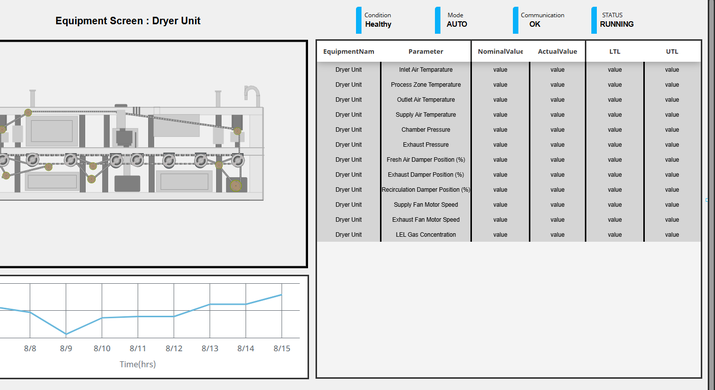 Equipment Screen : Dryer Unit
Condition
Healthy
Mode
AUTO
Communication
OK
STATUS
RUNNING
EquipmentNam Parameter NominalValue ActualValue LTL UTL
Dryer Unit Inlet Air Temparature value value value value
Dryer Unit Process Zone Temperature value value value value
Dryer Unit Outlet Air Temperature value value value value
Dryer Unit Supply Air Temperature value value value value
Dryer Unit Chamber Pressure value value value value
Dryer Unit Exhaust Pressure value value value value
Dryer Unit Fresh Air Damper Position (%) value value value value
Dryer Unit Exhaust Damper Position (%) value value value value
Dryer Unit Recirculation Damper Position (%) value value value value
Dryer Unit Supply Fan Motor Speed value value value value
Dryer Unit Exhaust Fan Motor Speed value value value value
Dryer Unit LEL Gas Concentration value value value value
8/8 8/9 8/10 8/11 8/12 8/13 8/14 8/15
Time(hrs)